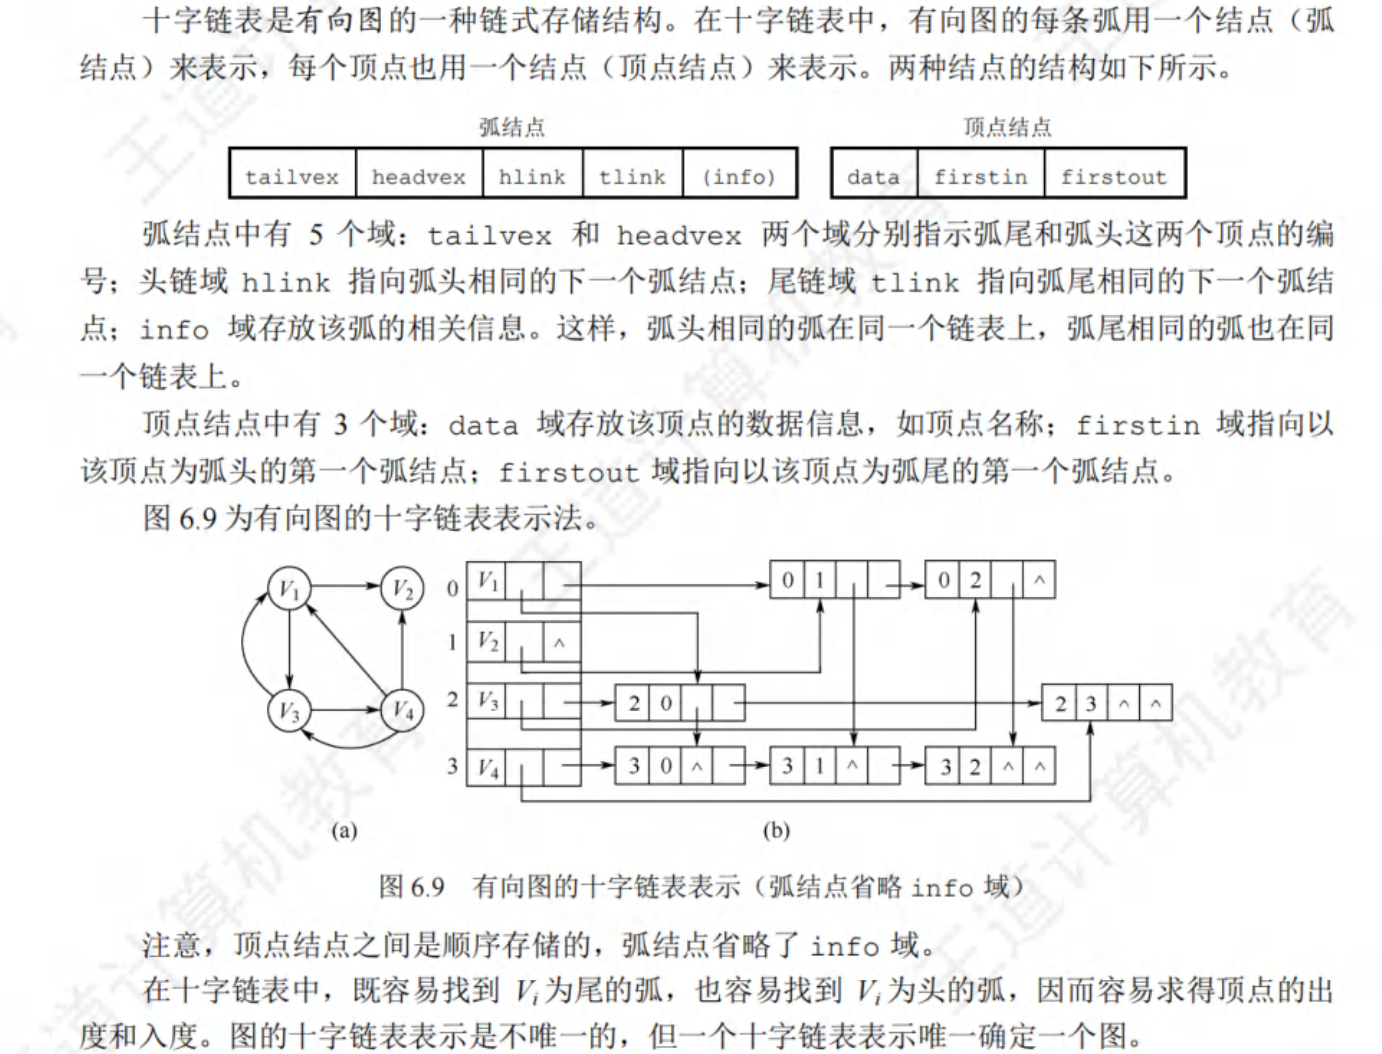 十字链表是有向图的一种链式存储结构。在十字链表中，有向图的每条弧用一个结点（弧
结点）来表示，每个顶点也用一个结点（顶点结点）来表示。两种结点的结构如下所示。
弧结点 顶点结点
tailvex headvex hlink tlink (info) data firstin firstout
弧结点中有 5 个域：tailvex 和 headvex 两个域分别指示弧尾和弧头这两个顶点的编
号；头链域 hlink 指向弧头相同的下一个弧结点；尾链域 tlink 指向弧尾相同的下一个弧结
点；info 域存放该弧的相关信息。这样，弧头相同的弧在同一个链表上，弧尾相同的弧也在同
一个链表上。
顶点结点中有 3 个域：data 域存放该顶点的数据信息，如顶点名称；firstin 域指向以
该顶点为弧头的第一个弧结点；firstout 域指向以该顶点为弧尾的第一个弧结点。
图 6.9 为有向图的十字链表表示法。
V1 V2 0 V1 0 1 0 2 ^
1 V2 ^
V3 V4 2 V3 2 0 2 3 ^ ^
3 V4 3 0 ^ 3 1 ^ 3 2 ^ ^
(a) (b)
图 6.9 有向图的十字链表表示（弧结点省略 info 域）
注意，顶点结点之间是顺序存储的，弧结点省略了 info 域。
在十字链表中，既容易找到 Vi 为尾的弧，也容易找到 Vi 为头的弧，因而容易求得顶点的出
度和入度。图的十字链表表示是不唯一的，但一个十字链表表示唯一确定一个图。
王道计算机教育